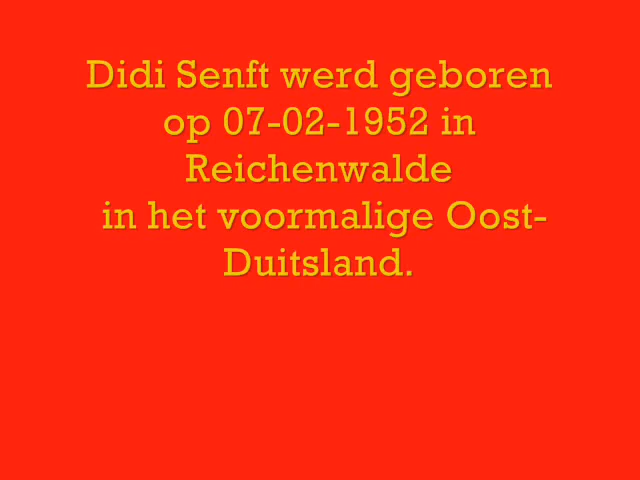 Didi Senft werd geboren
op 07-02-1952 in
Reichenwalde
in het voormalige Oost-
Duitsland.